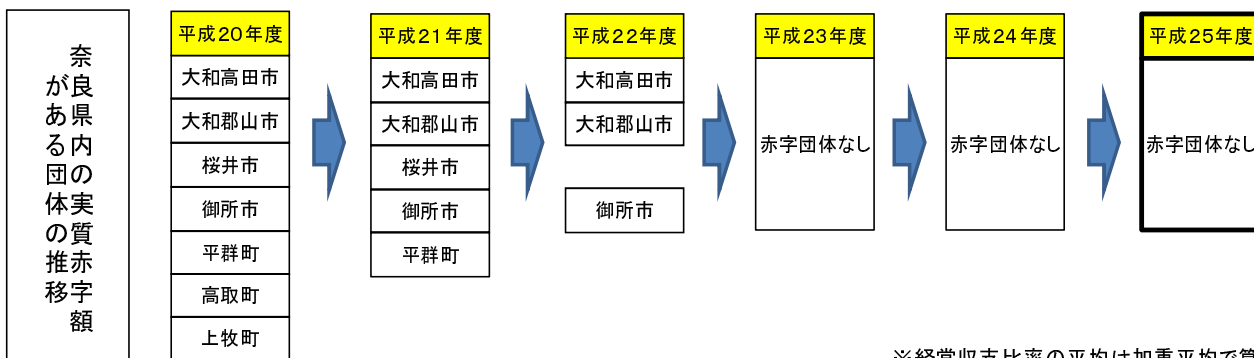 奈良県内の実質赤字額
がある団体の推移
平成20年度
大和高田市
大和郡山市
桜井市
御所市
平群町
高取町
上牧町
平成21年度
大和高田市
大和郡山市
桜井市
御所市
平群町
平成22年度
大和高田市
大和郡山市
御所市
平成23年度
赤字団体なし
平成24年度
赤字団体なし
平成25年度
赤字団体なし
※経常収支比率の平均は加重平均で